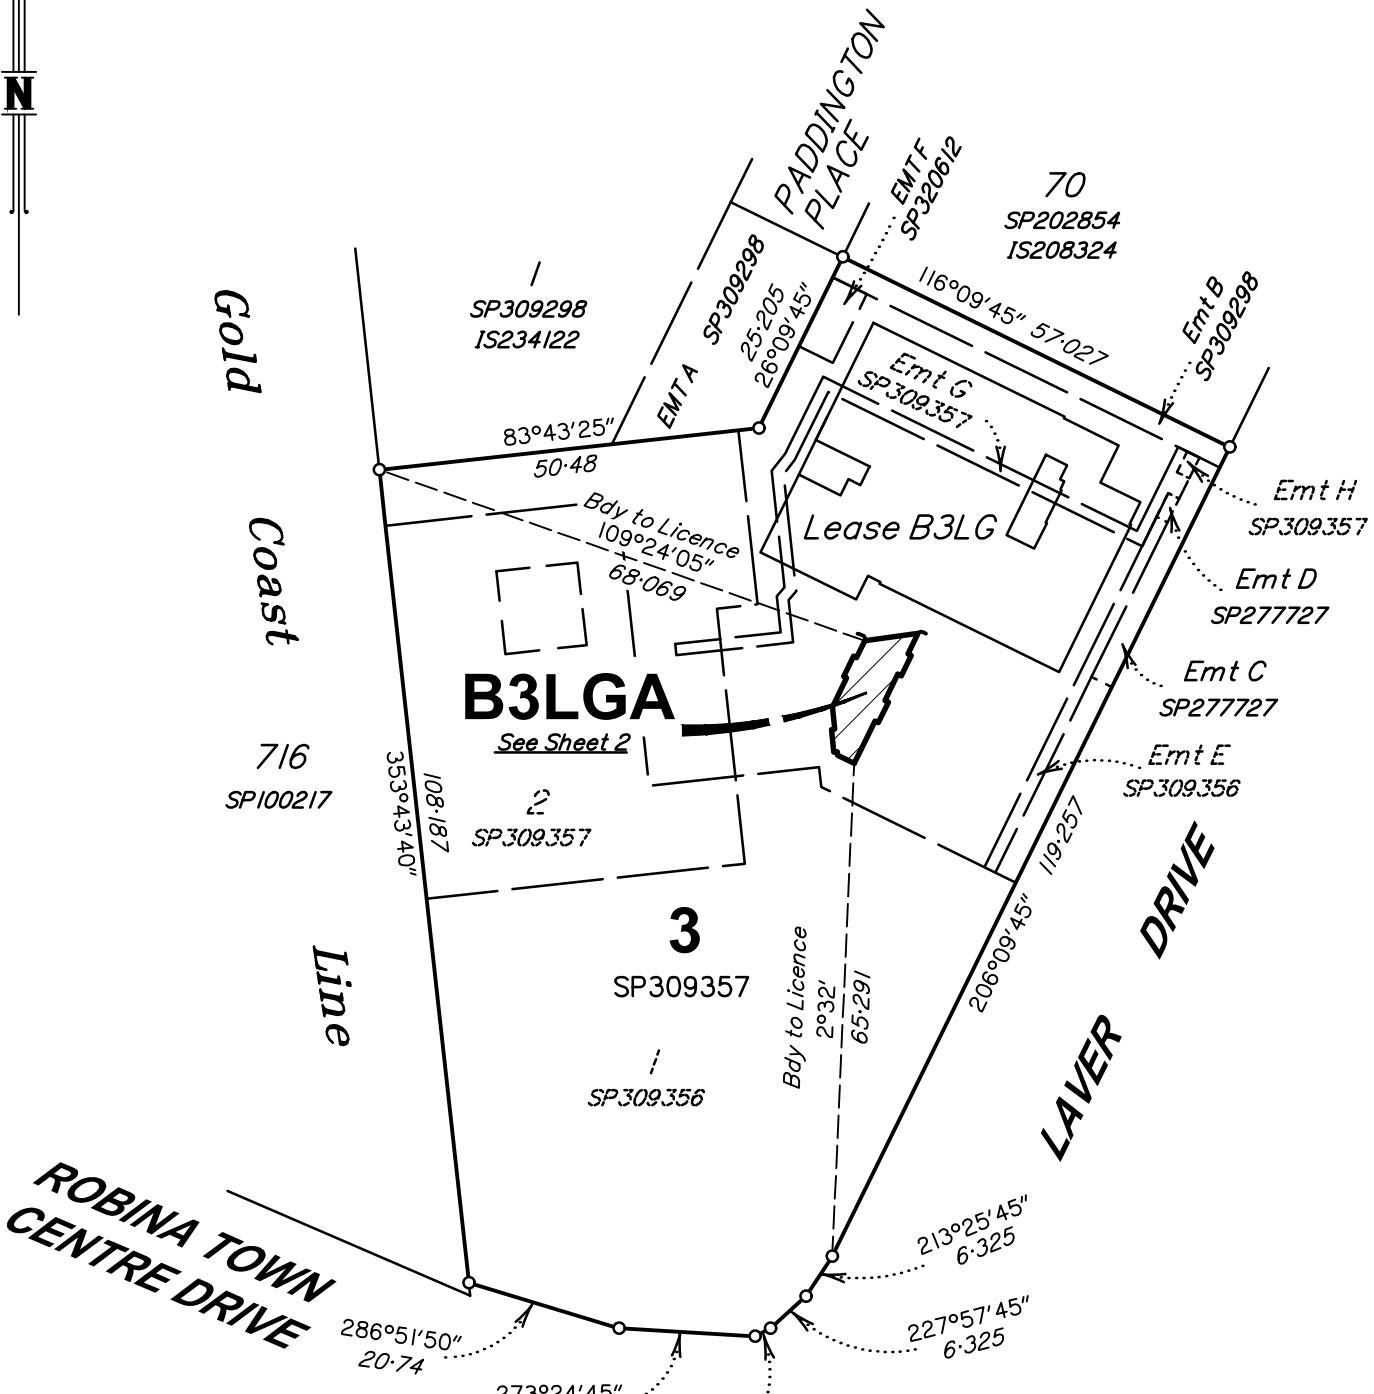 N
PADDINGTON
PLACE
EMT F
SP320612
70
SP202854
IS208324
1
SP309298
IS234122
EMT A SP309298
25·205
26°09'45"
116°09'45" 57·027
Emt B
SP309298
Emt G
SP309357
Gold
Coast
Line
83°43'25"
50·48
Bdy to Licence
109°24'05"
68·069
Lease B3LG
Emt H
SP309357
Emt D
SP277727
Emt C
SP277727
Emt E
SP309356
B3LGA
See Sheet 2
716
SP100217
353°43'40"
108·187
2
SP309357
119·257
206°09'45"
LAVER DRIVE
3
SP309357
Bdy to Licence
2°32'
65·291
1
SP309356
ROBINA TOWN
CENTRE DRIVE
213°25'45"
6·325
227°57'45"
6·325
286°51'50"
20·74
273°24'45"